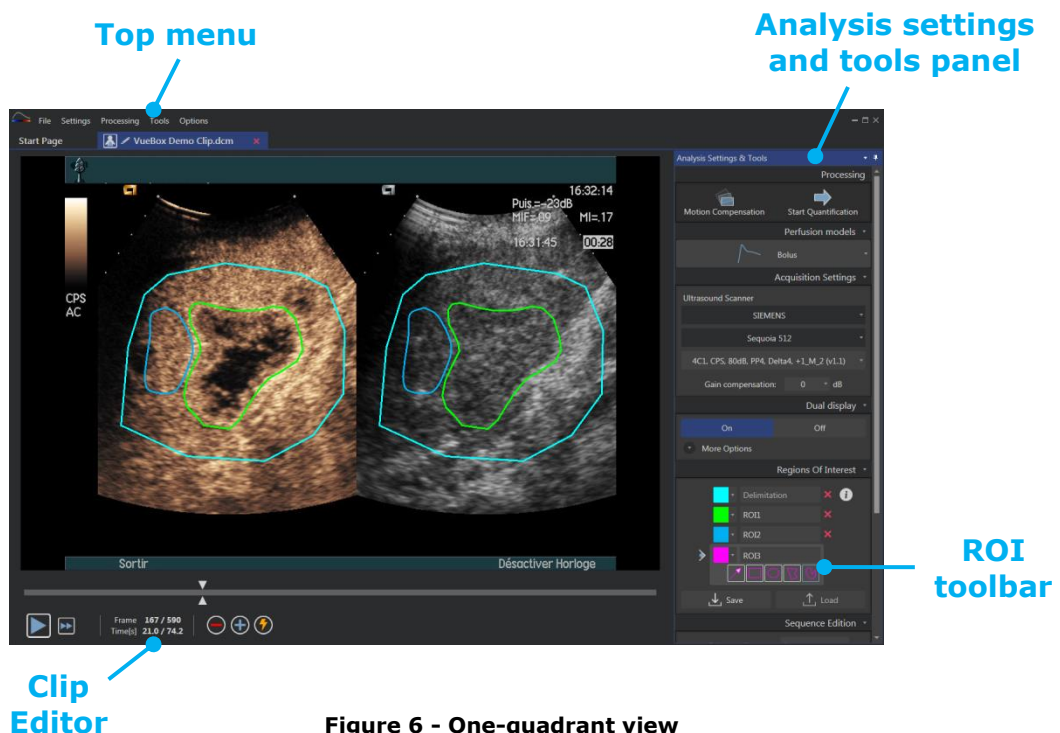 Top menu
Analysis settings
and tools panel
File Settings Processing Tools Options
Start Page VueBox Demo Clip.dcm
Analysis Settings & Tools
Processing
Motion Compensation Start Quantification
Perfusion models
Bolus
Acquisition Settings
Ultrasound Scanner
SIEMENS
Sequoia 512
4C1, CPS, 80dB, PP4, Delta4, +1_M_2 (v1.1)
Gain compensation: 0 dB
Dual display
On Off
More Options
Regions Of Interest
Delimitation
ROI1
ROI2
ROI3
Save Load
Sequence Edition
16:32:14
Puis.=-23dB
MIF=.09 MI=.17
16:31:45 00:28
CPS
AC
Sortir Désactiver Horloge
Frame 167 / 590
Time[s] 21.0 / 74.2
ROI
toolbar
Clip
Editor
Figure 6 - One-quadrant view